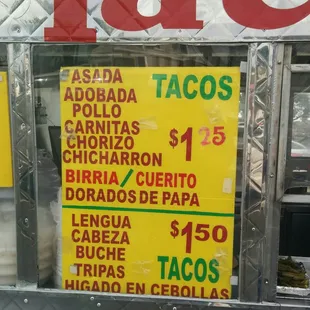 ASADA
TACOS
ADOBADA
POLLO
CARNITAS
CHORIZO
$1 25
CHICHARRON
BIRRIA / CUERITO
DORADOS DE PAPA
LENGUA
$1 50
CABEZA
BUCHE
TRIPAS
TACOS
HIGADO EN CEBOLLAS